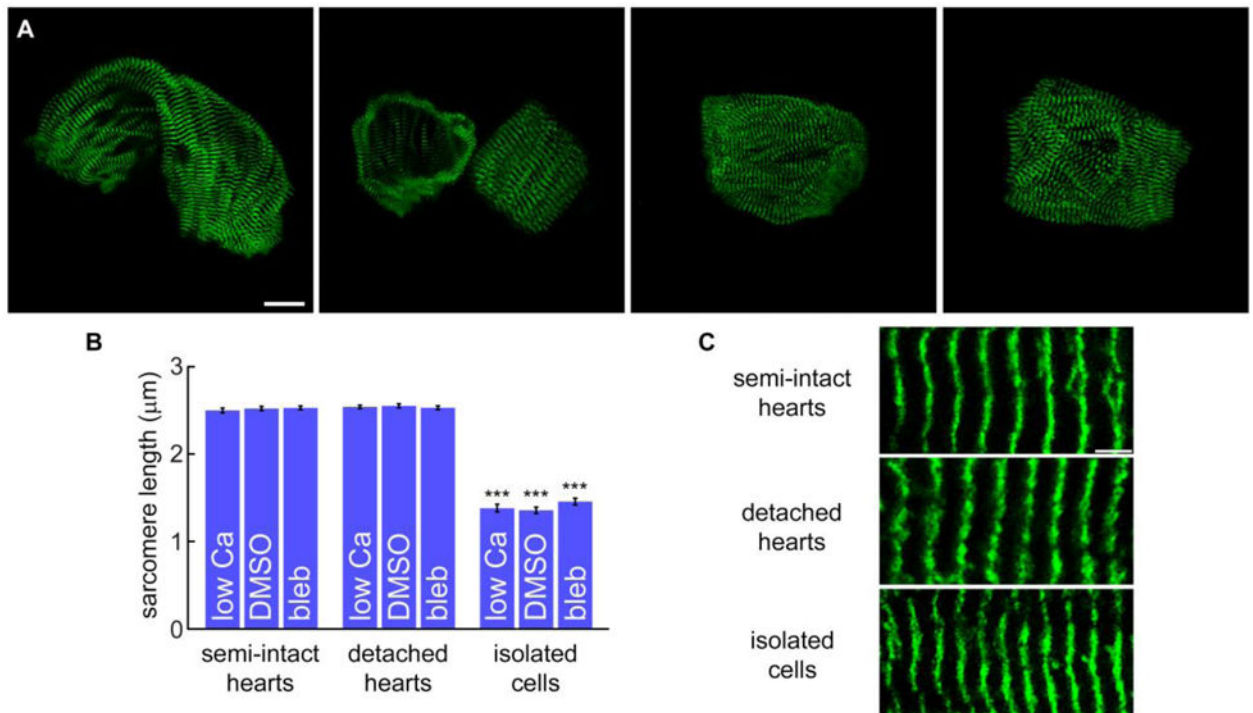 A
B
sarcomere length (µm)
3
2
1
0
low Ca
DMSO
bleb
low Ca
DMSO
bleb
***
***
***
low Ca
DMSO
bleb
semi-intact
hearts
detached
hearts
isolated
cells
C
semi-intact
hearts
detached
hearts
isolated
cells